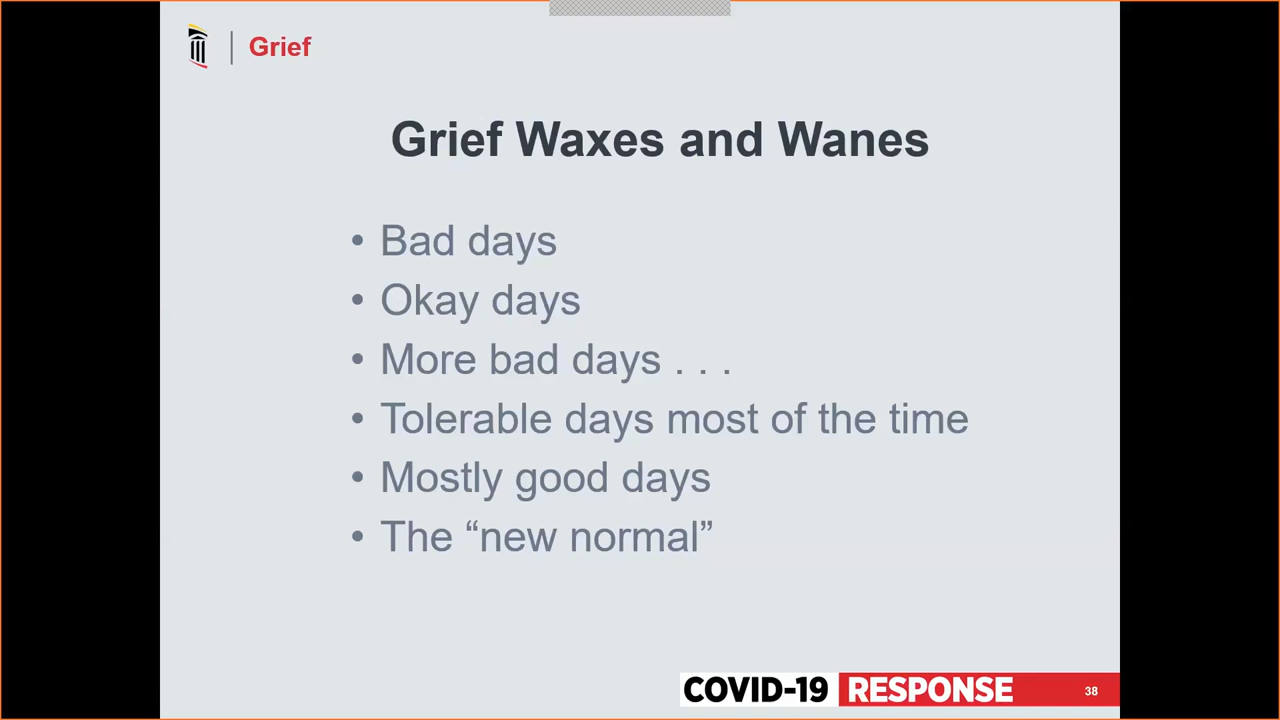 Grief
Grief Waxes and Wanes
• Bad days
• Okay days
• More bad days . . .
• Tolerable days most of the time
• Mostly good days
• The “new normal”
COVID-19 RESPONSE 38